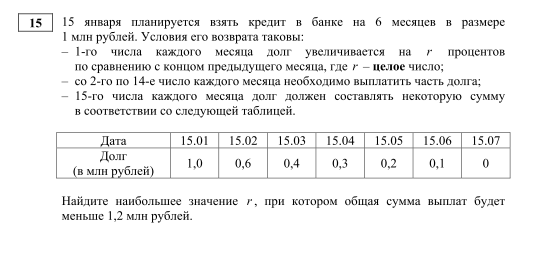 15
15 января планируется взять кредит в банке на 6 месяцев в размере
1 млн рублей. Условия его возврата таковы:
– 1-го числа каждого месяца долг увеличивается на r процентов
по сравнению с концом предыдущего месяца, где r – целое число;
– со 2-го по 14-е число каждого месяца необходимо выплатить часть долга;
– 15-го числа каждого месяца долг должен составлять некоторую сумму
в соответствии со следующей таблицей.
Дата 15.01 15.02 15.03 15.04 15.05 15.06 15.07
Долг
(в млн рублей) 1,0 0,6 0,4 0,3 0,2 0,1 0
Найдите наибольшее значение r, при котором общая сумма выплат будет
меньше 1,2 млн рублей.